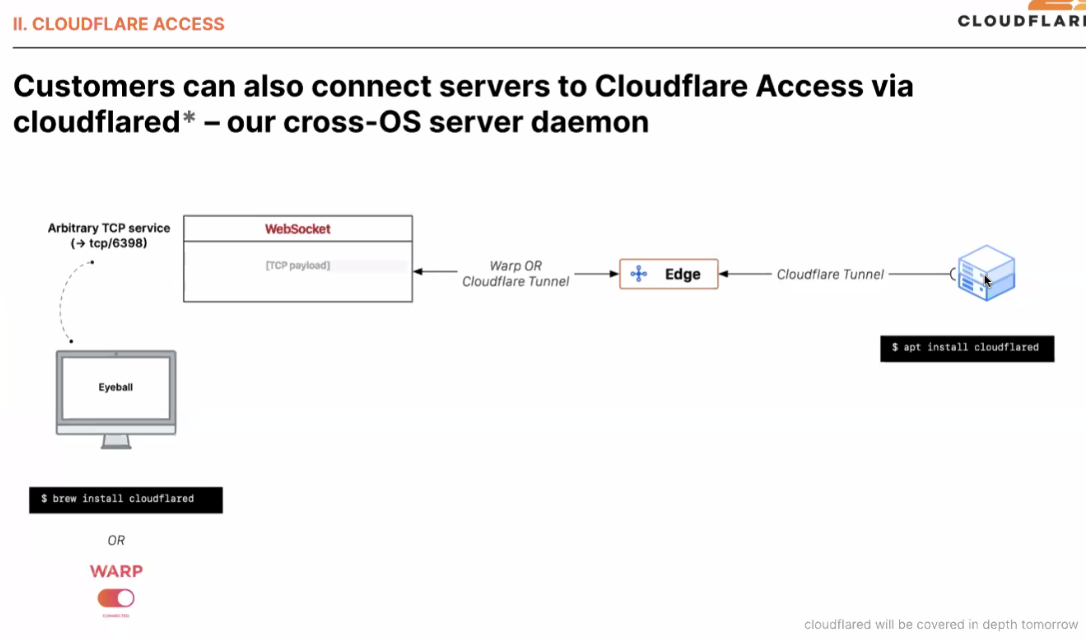 II. CLOUDFLARE ACCESS
CLOUDFLAR
Customers can also connect servers to Cloudflare Access via
cloudflared* – our cross-OS server daemon
Arbitrary TCP service
(→ tcp/6398)
WebSocket
[TCP payload]
Warp OR
Cloudflare Tunnel
Edge
Cloudflare Tunnel
$ apt install cloudflared
Eyeball
$ brew install cloudflared
OR
WARP
cloudflared will be covered in depth tomorrow